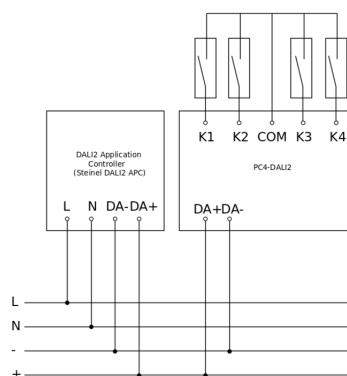 K1 K2 COM K3 K4
DALI2 Application
Controller
(Steinel DALI2 APC)
PC4-DALI2
L N DA- DA+
DA+ DA-
L
N
-
+